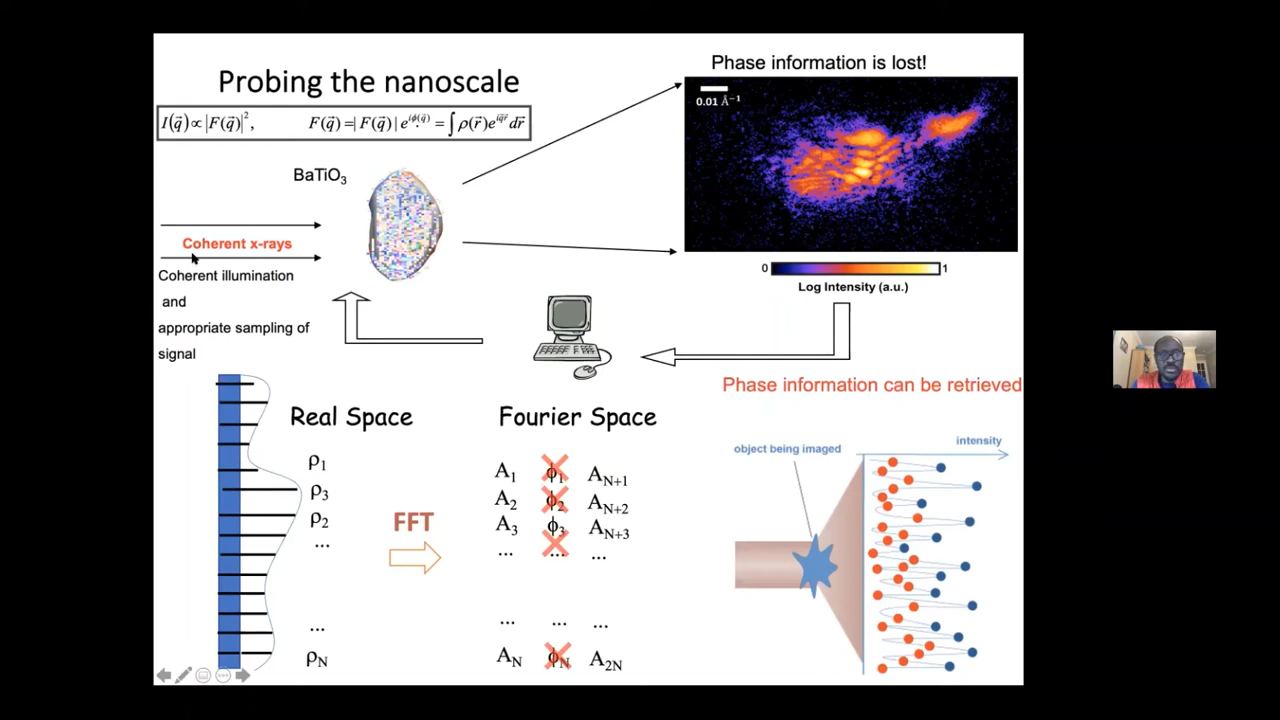 Probing the nanoscale
Phase information is lost!
I(q⃗) ∝ |F(q⃗)|², F(q⃗) = |F(q⃗)| e^{iϕ(q⃗)} = ∫ρ(r⃗)e^{iq⃗r⃗}dr⃗
0.01 Å⁻¹
BaTiO₃
Coherent x-rays
Coherent illumination
and
appropriate sampling of
signal
0 1
Log Intensity (a.u.)
Phase information can be retrieved
Real Space
Fourier Space
object being imaged
intensity
ρ₁
ρ₃
ρ₂
...
...
ρN
FFT
A₁ ϕ₁ AN+1
A₂ ϕ₂ AN+2
A₃ ϕ₃ AN+3
... ... ...
... ... ...
AN ϕN A2N